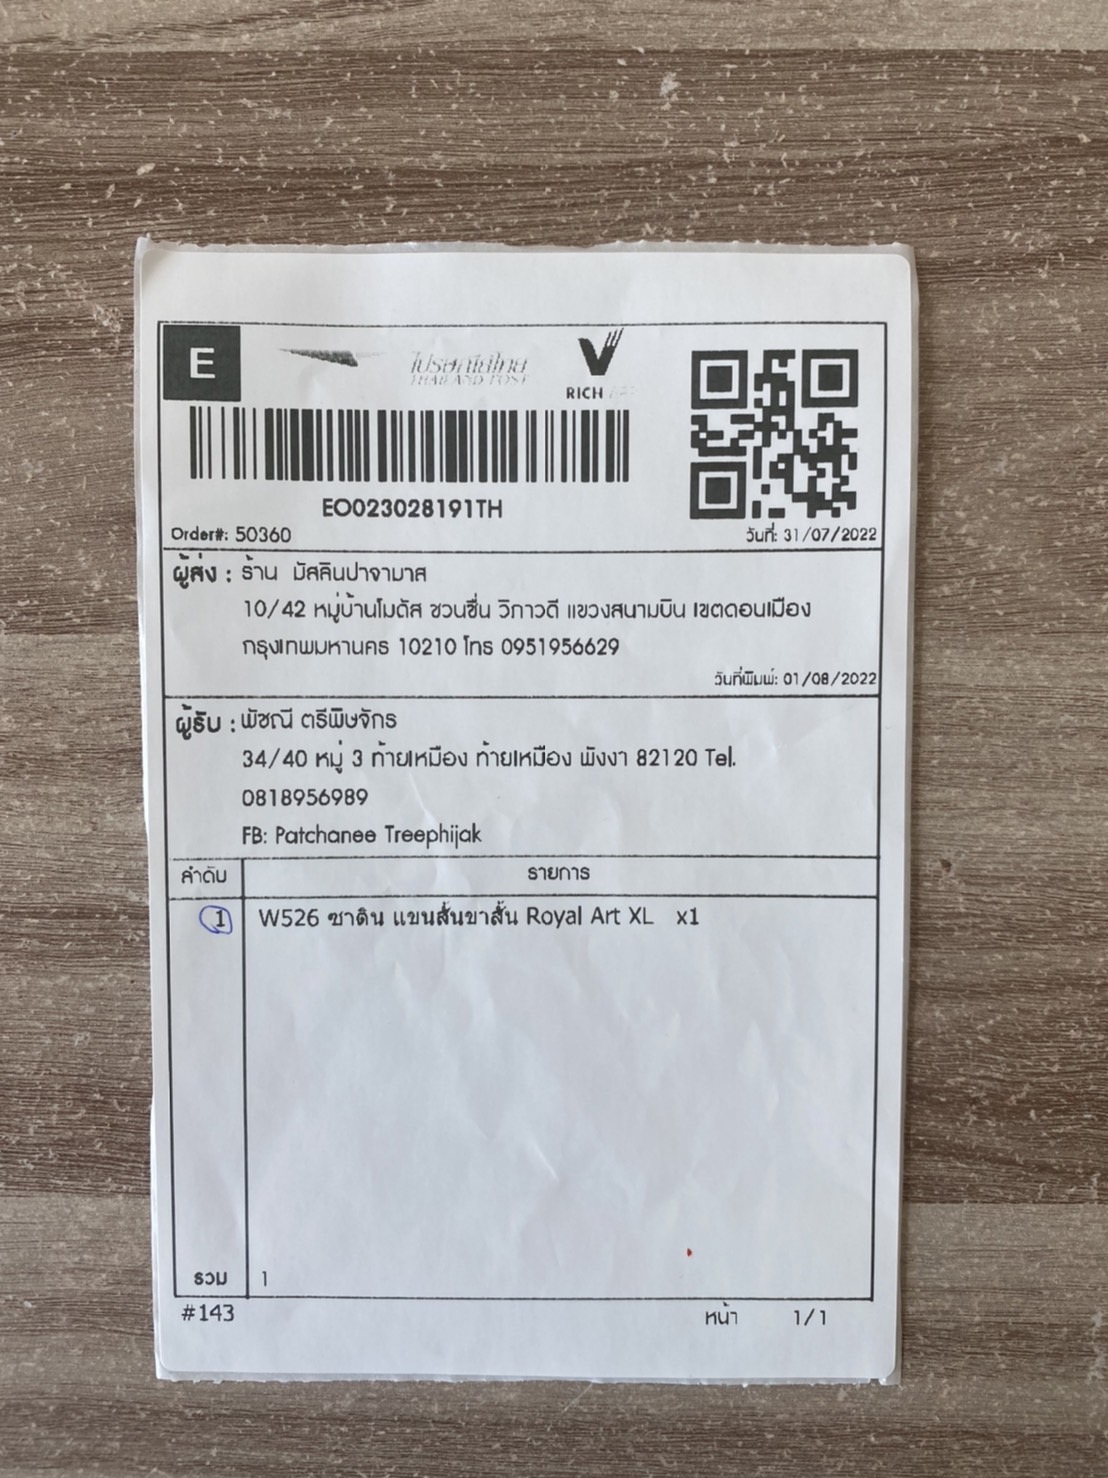 E
ไปรษณีย์ไทย
THAILAND POST
RICH
EO023028191TH
Order#: 50360
วันที่: 31/07/2022
ผู้ส่ง : ร้าน มัสลินปาจามาส
10/42 หมู่บ้านโมดัส ชวนชื่น วิภาวดี แขวงสนามบิน เขตดอนเมือง
กรุงเทพมหานคร 10210 โทร 0951956629
วันที่พิมพ์: 01/08/2022
ผู้รับ : พัชณี ตรีพิษจักร
34/40 หมู่ 3 ท้ายเหมือง ท้ายเหมือง พังงา 82120 Tel.
0818956989
FB: Patchanee Treephijak
ลำดับ รายการ
1 W526 ซาติน แขนสั้นขาสั้น Royal Art XL x1
รวม 1
#143 หน้า 1/1